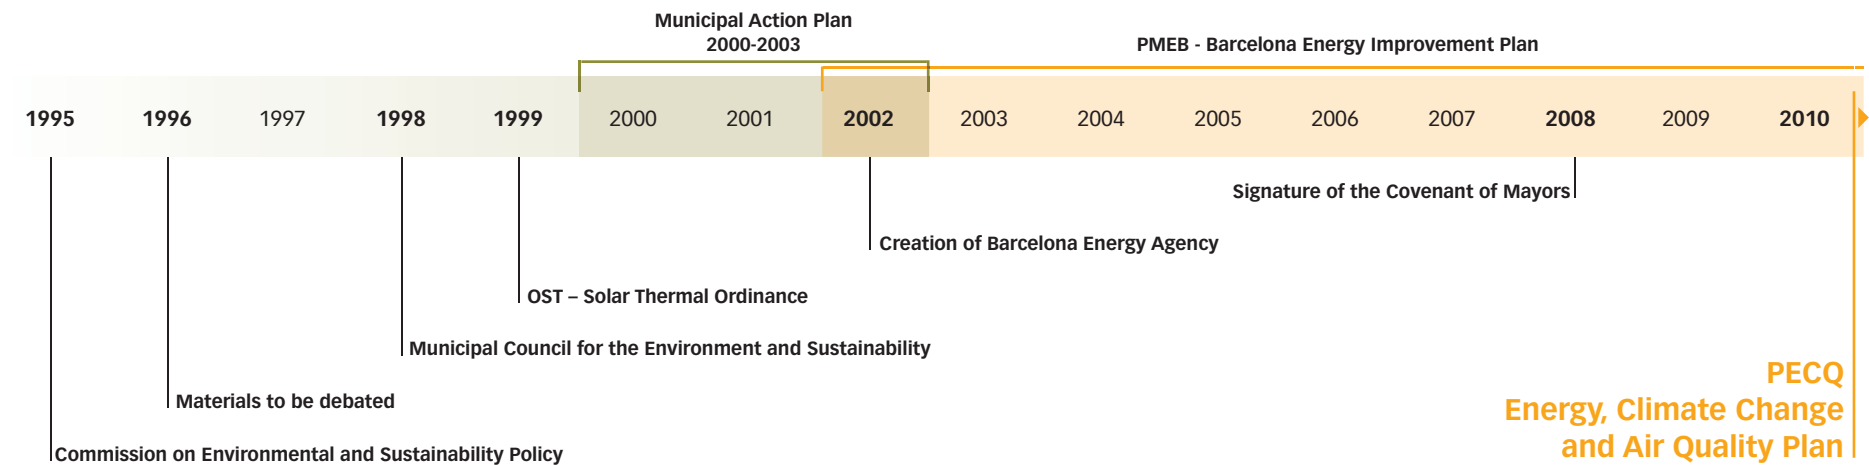 Municipal Action Plan
2000-2003
PMEB - Barcelona Energy Improvement Plan
1995 1996 1997 1998 1999 2000 2001 2002 2003 2004 2005 2006 2007 2008 2009 2010
Signature of the Covenant of Mayors
Creation of Barcelona Energy Agency
OST – Solar Thermal Ordinance
Municipal Council for the Environment and Sustainability
Materials to be debated
Commission on Environmental and Sustainability Policy
PECQ
Energy, Climate Change
and Air Quality Plan